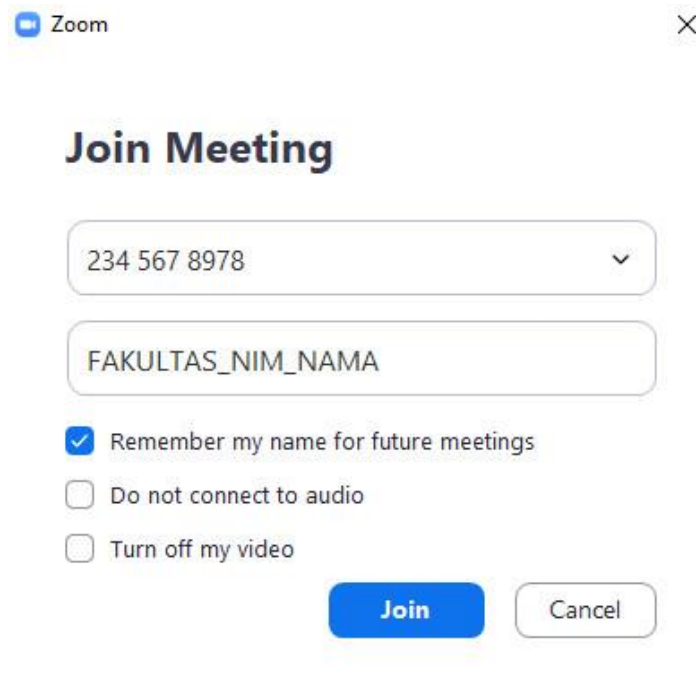 Zoom
Join Meeting
234 567 8978
FAKULTAS_NIM_NAMA
Remember my name for future meetings
Do not connect to audio
Turn off my video
Join Cancel